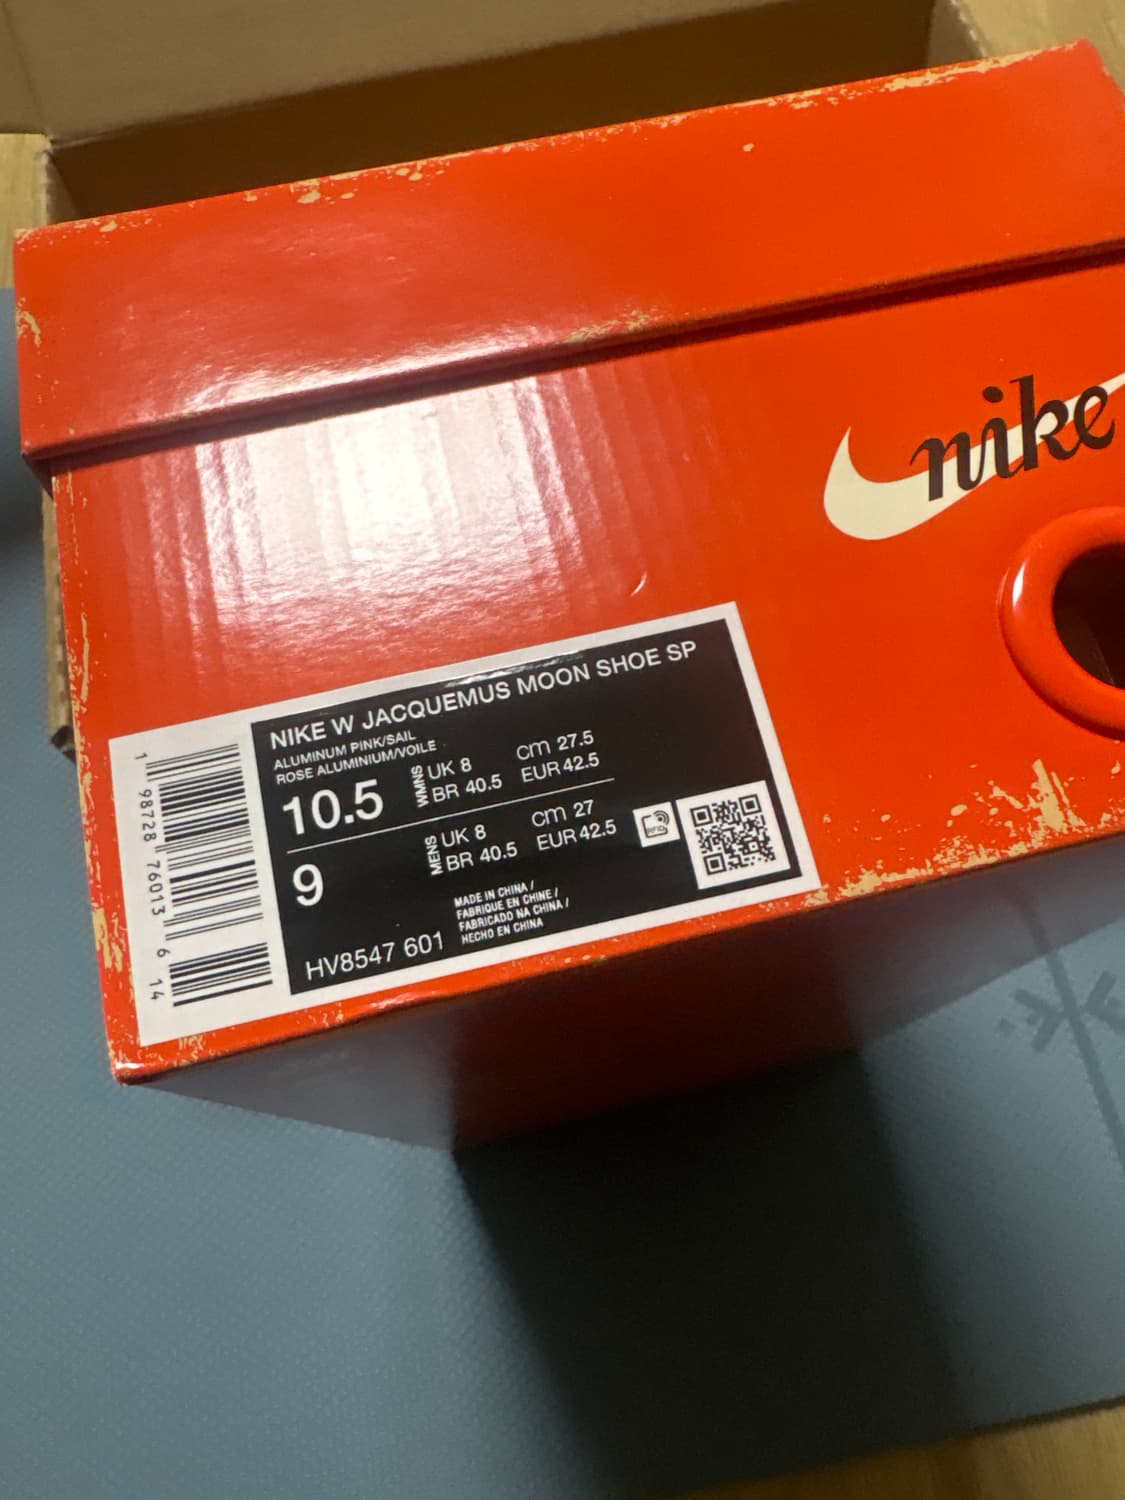 nike
NIKE W JACQUEMUS MOON SHOE SP
ALUMINUM PINK/SAIL
ROSE ALUMINIUM/VOILE
10.5 WMNS UK 8 cm 27.5
BR 40.5 EUR 42.5
9 MENS UK 8 cm 27
BR 40.5 EUR 42.5
RFID
MADE IN CHINA /
FABRIQUE EN CHINE /
FABRICADO NA CHINA /
HECHO EN CHINA
HV8547 601
1 98728 76013 6 14